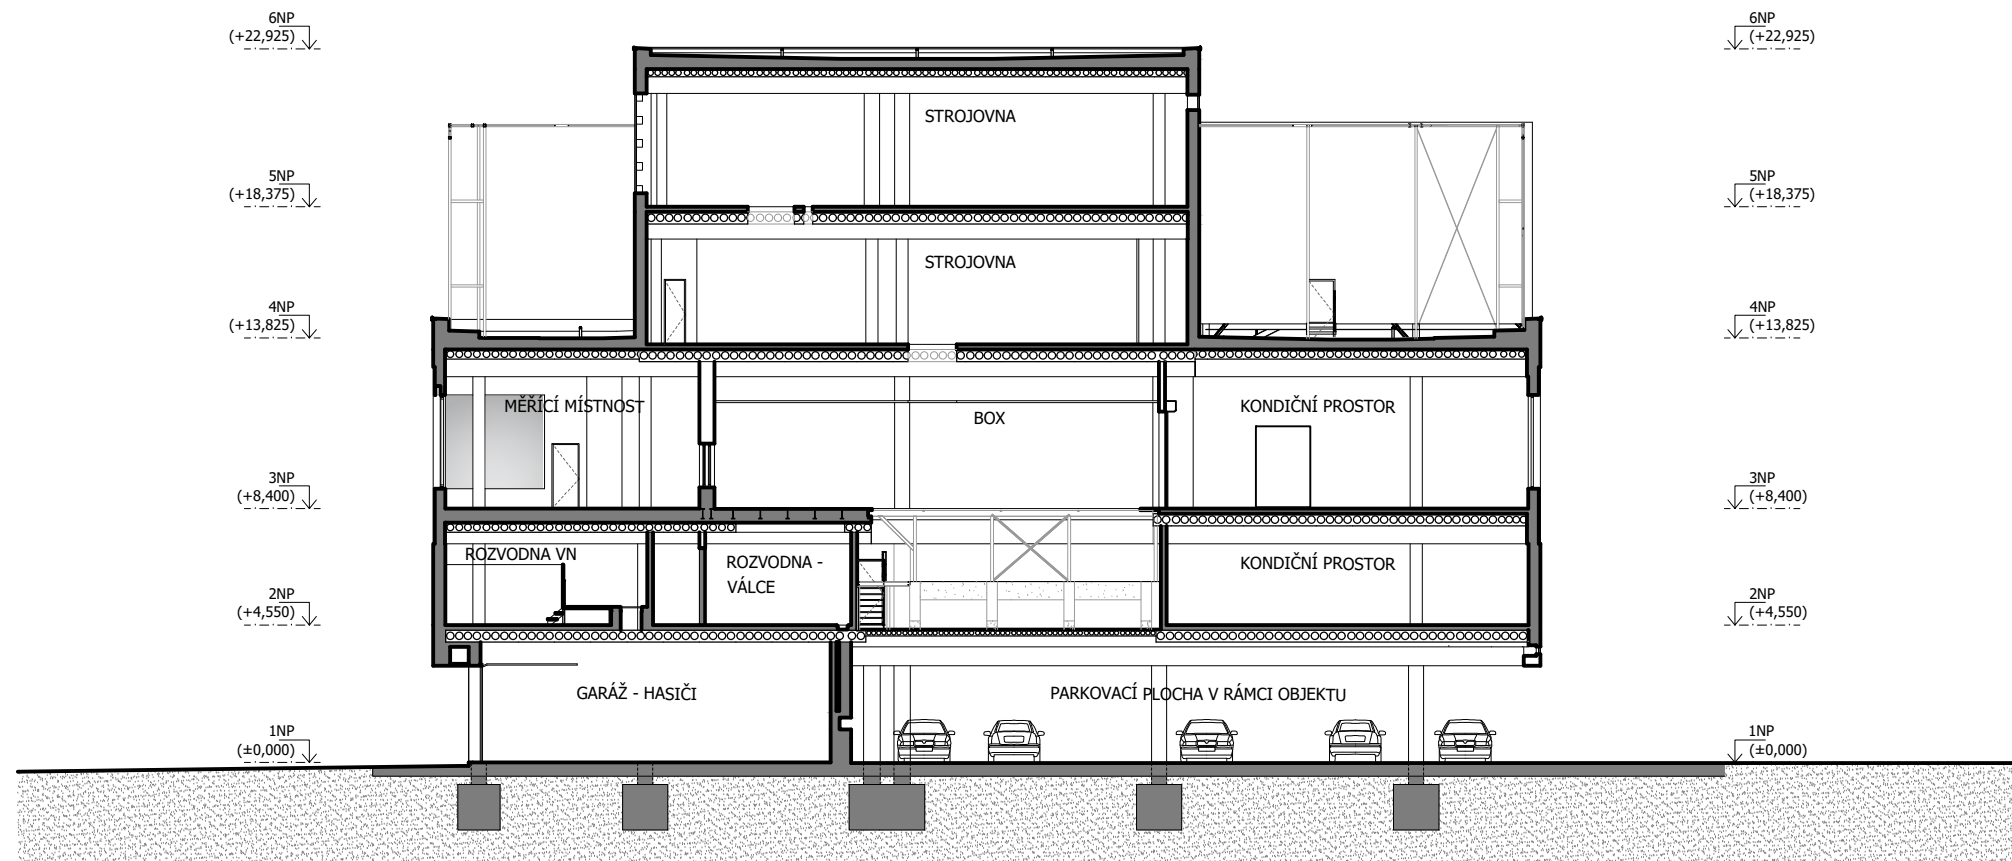 6NP
(+22,925)
6NP
(+22,925)
STROJOVNA
5NP
(+18,375)
5NP
(+18,375)
STROJOVNA
4NP
(+13,825)
4NP
(+13,825)
MĚŘÍCÍ MÍSTNOST
BOX
KONDIČNÍ PROSTOR
3NP
(+8,400)
3NP
(+8,400)
ROZVODNA VN
ROZVODNA -
VÁLCE
KONDIČNÍ PROSTOR
2NP
(+4,550)
2NP
(+4,550)
GARÁŽ - HASIČI
PARKOVACÍ PLOCHA V RÁMCI OBJEKTU
1NP
(±0,000)
1NP
(±0,000)